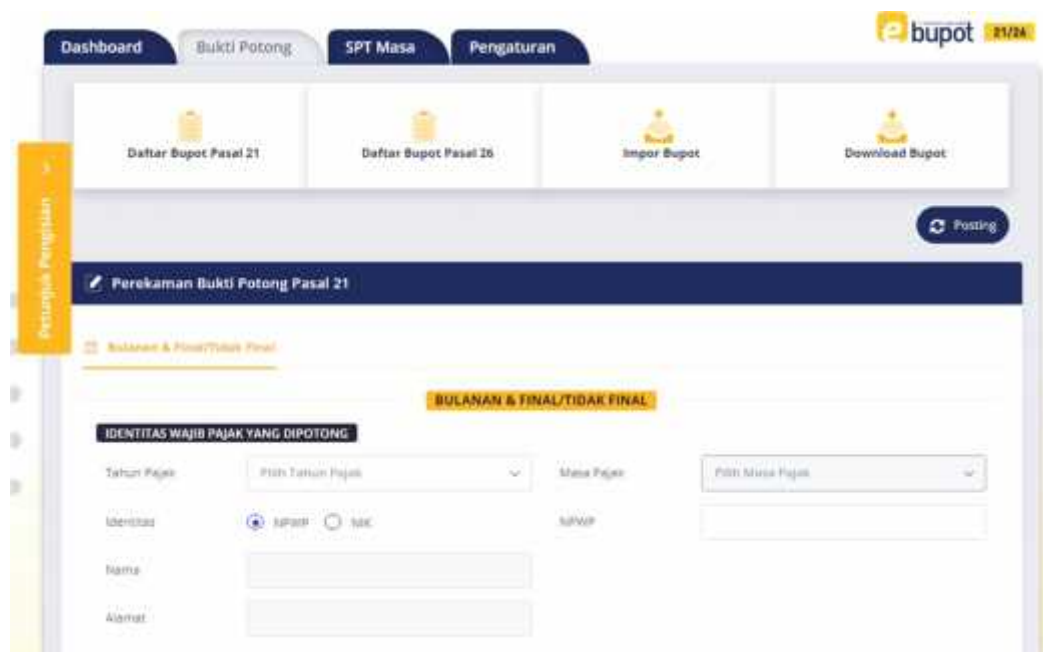 Dashboard
Bukti Potong
SPT Masa
Pengaturan
e bupot 21/26
Daftar Bupot Pasal 21
Daftar Bupot Pasal 26
Impor Bupot
Download Bupot
Petunjuk Pengisian
Posting
Perekaman Bukti Potong Pasal 21
Bulanan & Final/Tidak Final
BULANAN & FINAL/TIDAK FINAL
IDENTITAS WAJIB PAJAK YANG DIPOTONG
Tahun Pajak
Pilih Tahun Pajak
Masa Pajak
Pilih Masa Pajak
Identitas
NPWP
NIK
NPWP
Nama
Alamat